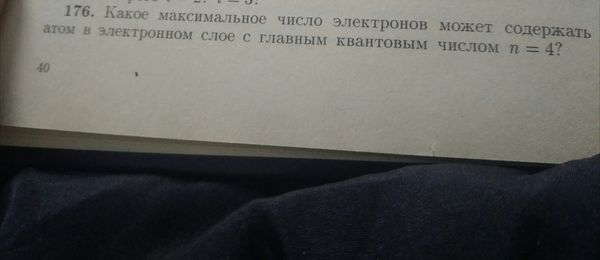 176. Какое максимальное число электронов может содержать
атом в электронном слое с главным квантовым числом n = 4?
40